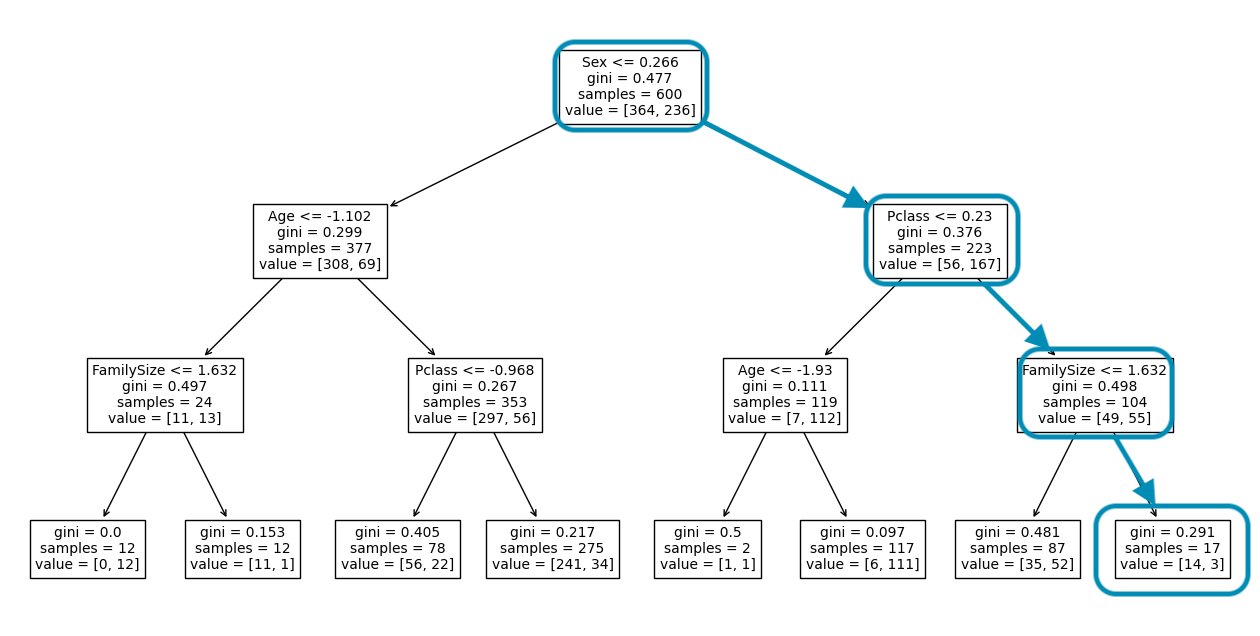 Sex <= 0.266
gini = 0.477
samples = 600
value = [364, 236]
Age <= -1.102
gini = 0.299
samples = 377
value = [308, 69]
Pclass <= 0.23
gini = 0.376
samples = 223
value = [56, 167]
FamilySize <= 1.632
gini = 0.497
samples = 24
value = [11, 13]
Pclass <= -0.968
gini = 0.267
samples = 353
value = [297, 56]
Age <= -1.93
gini = 0.111
samples = 119
value = [7, 112]
FamilySize <= 1.632
gini = 0.498
samples = 104
value = [49, 55]
gini = 0.0
samples = 12
value = [0, 12]
gini = 0.153
samples = 12
value = [11, 1]
gini = 0.405
samples = 78
value = [56, 22]
gini = 0.217
samples = 275
value = [241, 34]
gini = 0.5
samples = 2
value = [1, 1]
gini = 0.097
samples = 117
value = [6, 111]
gini = 0.481
samples = 87
value = [35, 52]
gini = 0.291
samples = 17
value = [14, 3]